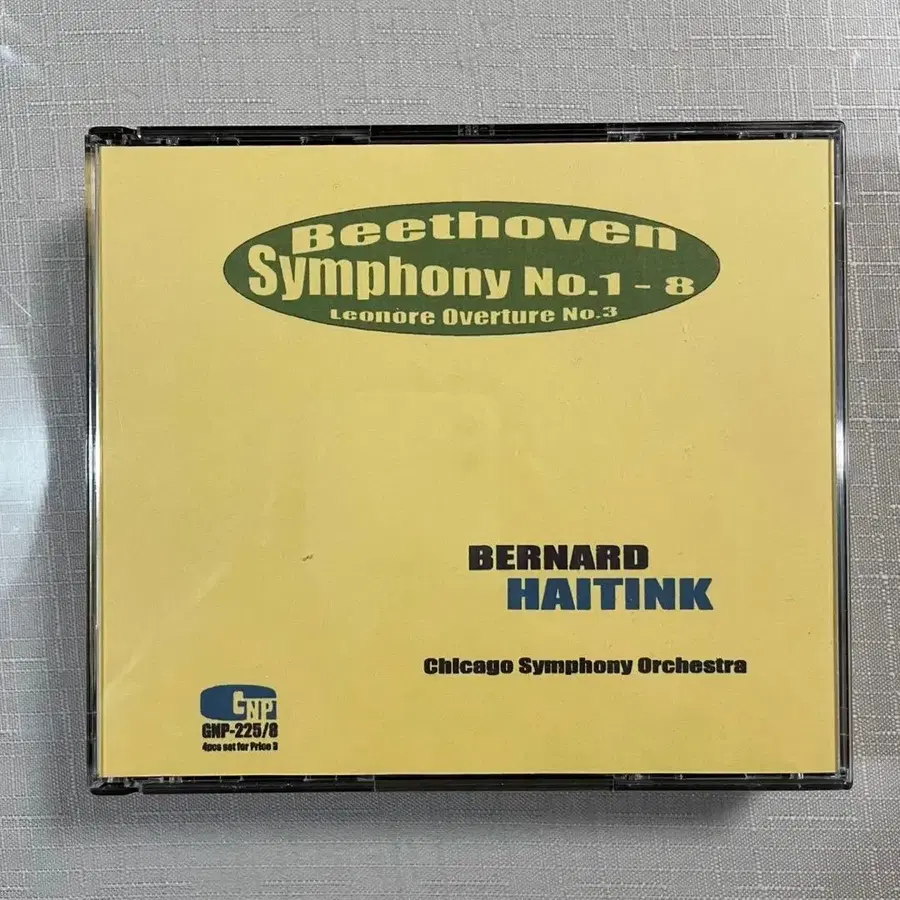 Beethoven
Symphony No.1 - 8
Leonore Overture No.3
BERNARD
HAITINK
Chicago Symphony Orchestra
GNP
GNP-225/8
4pcs set for Price 3